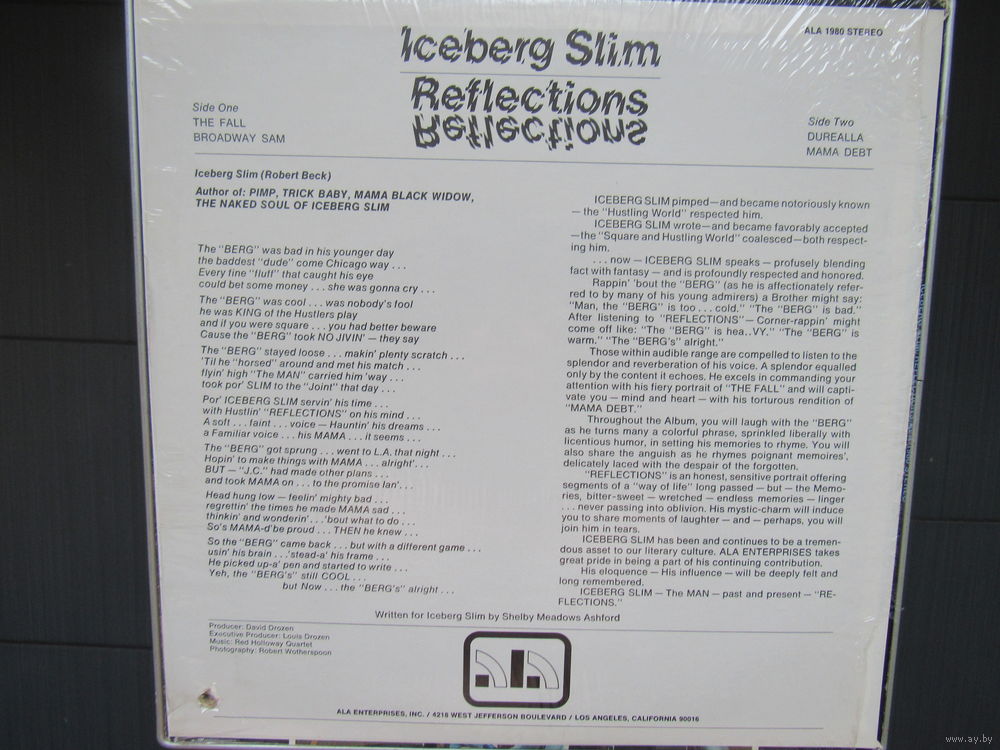 ALA 1980 STEREO
Iceberg Slim
Reflections
Reflections
Side One
THE FALL
BROADWAY SAM
Side Two
DUREALLA
MAMA DEBT
Iceberg Slim (Robert Beck)
Author of: PIMP, TRICK BABY, MAMA BLACK WIDOW,
THE NAKED SOUL OF ICEBERG SLIM
The "BERG" was bad in his younger day
the baddest "dude" come Chicago way . . .
Every fine "fluff" that caught his eye
could bet some money . . . she was gonna cry . . .
The "BERG" was cool . . . was nobody's fool
he was KING of the Hustlers play
and if you were square . . . you had better beware
Cause the "BERG" took NO JIVIN' — they say
The "BERG" stayed loose . . . makin' plenty scratch . . .
'Til he "horsed" around and met his match . . .
flyin' high "The MAN" carried him 'way . . .
took por' SLIM to the "Joint" that day . . .
Por' ICEBERG SLIM servin' his time . . .
with Hustlin' "REFLECTIONS" on his mind . . .
A soft . . . faint . . . voice — Hauntin' his dreams . . .
a Familiar voice . . . his MAMA . . . it seems . . .
The "BERG" got sprung . . . went to L.A. that night . . .
Hopin' to make things with MAMA . . . alright' . . .
BUT — "J.C." had made other plans . . .
and took MAMA on . . . to the promise lan' . . .
Head hung low — feelin' mighty bad . . .
regrettin' the times he made MAMA sad . . .
thinkin' and wonderin' . . .'bout what to do . . .
So's MAMA-d'be proud . . . THEN he knew . . .
So the "BERG" came back . . . but with a different game . . .
usin' his brain . . .'stead-a' his frame . . .
He picked up-a' pen and started to write . . .
Yeh, the "BERG's" still COOL . . .
but Now . . . the "BERG's" alright . . .
ICEBERG SLIM pimped—and became notoriously known
— the "Hustling World" respected him.
ICEBERG SLIM wrote—and became favorably accepted
—the "Square and Hustling World" coalesced—both respect-
ing him.
. . . now — ICEBERG SLIM speaks — profusely blending
fact with fantasy — and is profoundly respected and honored.
Rappin' 'bout the "BERG" (as he is affectionately refer-
red to by many of his young admirers) a Brother might say:
"Man, the "BERG" is too . . . cold." "The "BERG" is bad."
After listening to "REFLECTIONS"— Corner-rappin' might
come off like: "The "BERG" is hea..VY." "The "BERG" is
warm." "The "BERG's" alright."
Those within audible range are compelled to listen to the
splendor and reverberation of his voice. A splendor equalled
only by the content it echoes. He excels in commanding your
attention with his fiery portrait of "THE FALL" and will capti-
vate you — mind and heart — with his torturous rendition of
"MAMA DEBT."
Throughout the Album, you will laugh with the "BERG"
as he turns many a colorful phrase, sprinkled liberally with
licentious humor, in setting his memories to rhyme. You will
also share the anguish as he rhymes poignant memoires',
delicately laced with the despair of the forgotten.
"REFLECTIONS" is an honest, sensitive portrait offering
segments of a "way of life" long passed — but — the Memo-
ries, bitter-sweet — wretched — endless memories — linger
. . . never passing into oblivion. His mystic-charm will induce
you to share moments of laughter — and — perhaps, you will
join him in tears.
ICEBERG SLIM has been and continues to be a tremen-
dous asset to our literary culture. ALA ENTERPRISES takes
great pride in being a part of his continuing contribution.
His eloquence — His influence — will be deeply felt and
long remembered.
ICEBERG SLIM — The MAN — past and present — "RE-
FLECTIONS."
Written for Iceberg Slim by Shelby Meadows Ashford
Producer: David Drozen
Executive Producer: Louis Drozen
Music: Red Holloway Quartet
Photography: Robert Wotherspoon
ALA ENTERPRISES, INC. / 4216 WEST JEFFERSON BOULEVARD / LOS ANGELES, CALIFORNIA 90016
www.ay.by